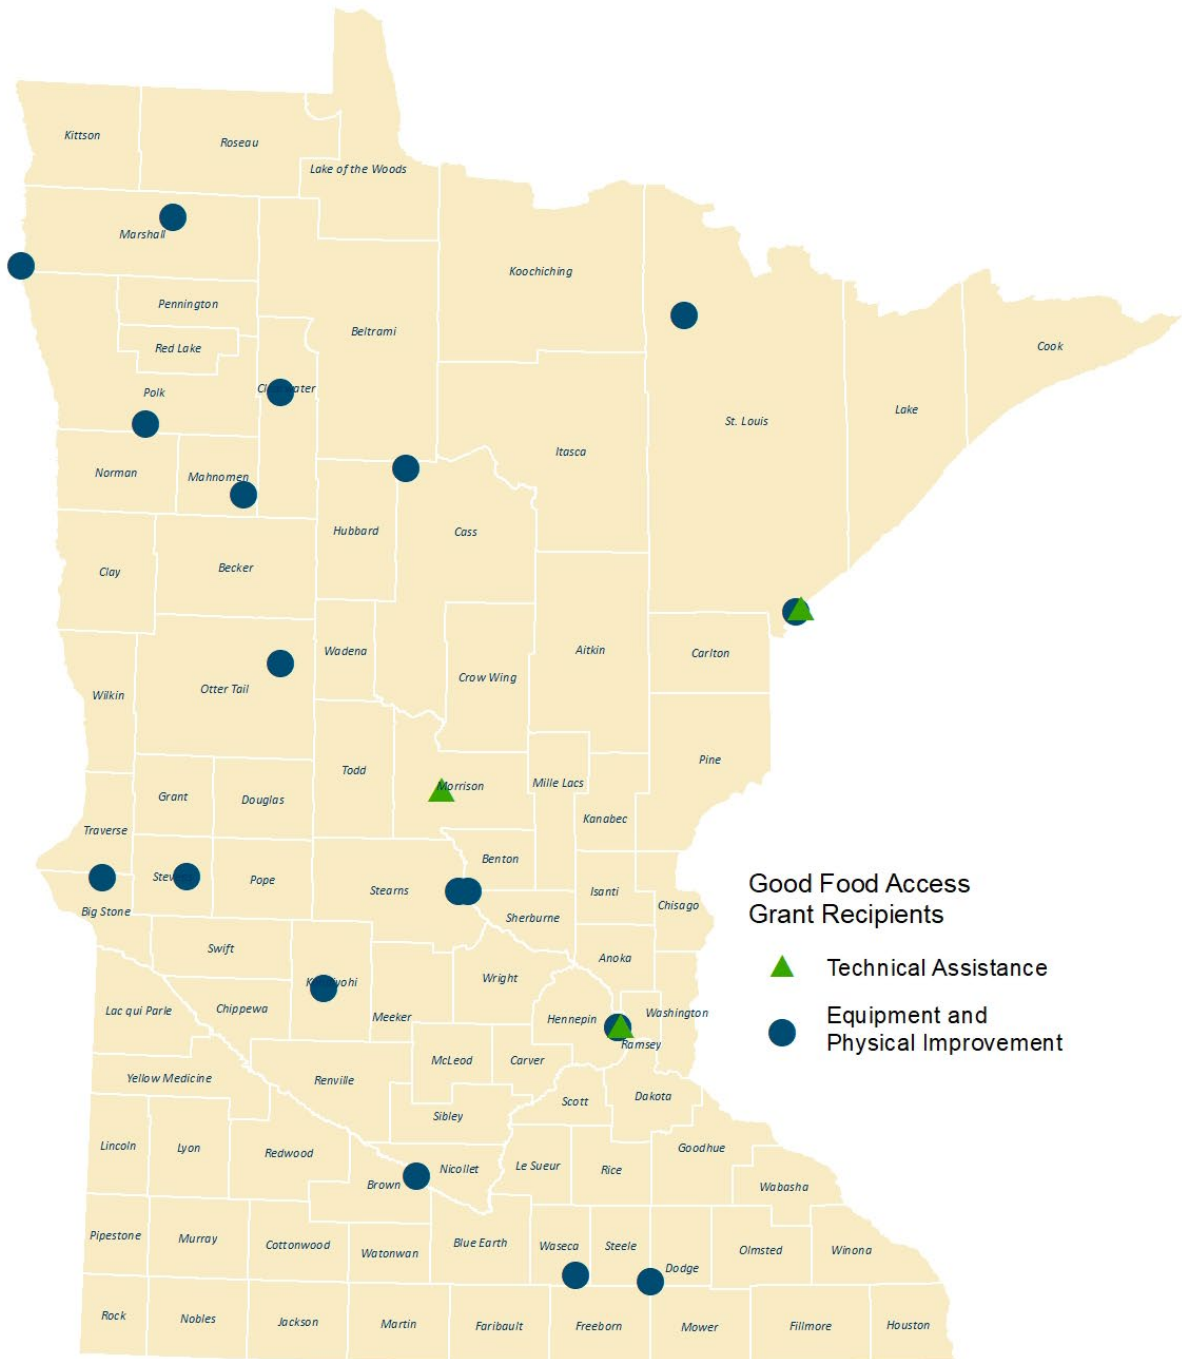 Kittson
Roseau
Lake of the Woods
Marshall
Koochiching
Pennington
Beltrami
Red Lake
Cook
Polk
Clearwater
Lake
St. Louis
Itasca
Norman
Mahnomen
Hubbard
Cass
Clay
Becker
Wadena
Aitkin
Carlton
Crow Wing
Otter Tail
Wilkin
Pine
Todd
Morrison
Mille Lacs
Grant
Douglas
Kanabec
Traverse
Benton
Stevens
Pope
Stearns
Isanti
Chisago
Big Stone
Sherburne
Swift
Anoka
Wright
Kandiyohi
Lac qui Parle
Chippewa
Meeker
Hennepin
Washington
Ramsey
McLeod
Carver
Yellow Medicine
Renville
Dakota
Scott
Sibley
Lincoln
Lyon
Redwood
Goodhue
Nicollet
Le Sueur
Rice
Brown
Wabasha
Pipestone
Murray
Cottonwood
Watonwan
Blue Earth
Waseca
Steele
Dodge
Olmsted
Winona
Rock
Nobles
Jackson
Martin
Faribault
Freeborn
Mower
Fillmore
Houston
Good Food Access
Grant Recipients
Technical Assistance
Equipment and
Physical Improvement